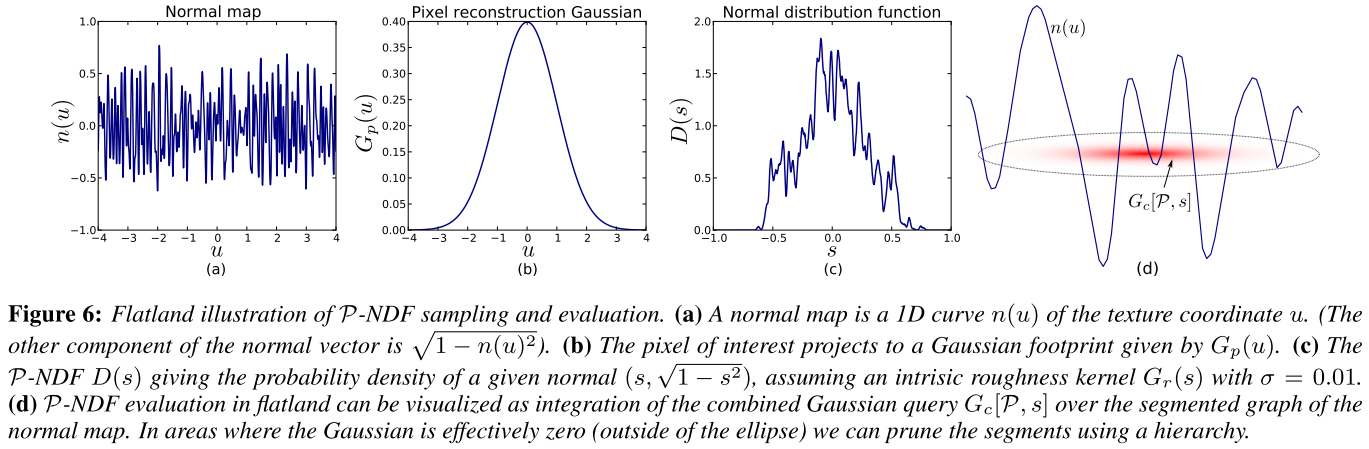 Normal map
1.0
0.5
0.0
−0.5
−1.0
n(u)
−4 −3 −2 −1 0 1 2 3 4
u
(a)
Pixel reconstruction Gaussian
0.40
0.35
0.30
0.25
0.20
0.15
0.10
0.05
0.00
G_p(u)
−4 −3 −2 −1 0 1 2 3 4
u
(b)
Normal distribution function
2.0
1.5
1.0
0.5
0.0
D(s)
−1.0 −0.5 0.0 0.5 1.0
s
(c)
n(u)
G_c[𝒫, s]
(d)
Figure 6: Flatland illustration of 𝒫-NDF sampling and evaluation. (a) A normal map is a 1D curve n(u) of the texture coordinate u. (The
other component of the normal vector is √(1 − n(u)²)). (b) The pixel of interest projects to a Gaussian footprint given by G_p(u). (c) The
𝒫-NDF D(s) giving the probability density of a given normal (s, √(1 − s²)), assuming an intrisic roughness kernel G_r(s) with σ = 0.01.
(d) 𝒫-NDF evaluation in flatland can be visualized as integration of the combined Gaussian query G_c[𝒫, s] over the segmented graph of the
normal map. In areas where the Gaussian is effectively zero (outside of the ellipse) we can prune the segments using a hierarchy.